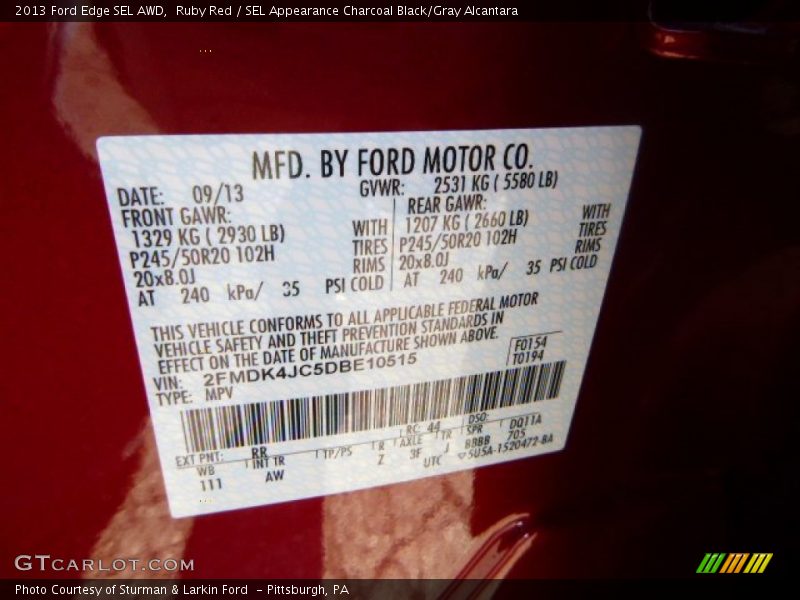 2013 Ford Edge SEL AWD,  Ruby Red / SEL Appearance Charcoal Black/Gray Alcantara
MFD. BY FORD MOTOR CO.
DATE: 09/13
GVWR: 2531 KG ( 5580 LB)
FRONT GAWR:
1329 KG ( 2930 LB) WITH
P245/50R20 102H TIRES
20x8.0J RIMS
AT 240 kPa/ 35 PSI COLD
REAR GAWR:
1207 KG ( 2660 LB) WITH
P245/50R20 102H TIRES
20x8.0J RIMS
AT 240 kPa/ 35 PSI COLD
THIS VEHICLE CONFORMS TO ALL APPLICABLE FEDERAL MOTOR
VEHICLE SAFETY AND THEFT PREVENTION STANDARDS IN
EFFECT ON THE DATE OF MANUFACTURE SHOWN ABOVE.
F0154
T0194
VIN: 2FMDK4JC5DBE10515
TYPE: MPV
EXT PNT: RR RC: 44 DSO: DQ11A
WB INT TR TP/PS R AXLE TR SPR
111 AW Z 3F J BBBB 705
UTC 5U5A-1520472-BA
GTCARLOT.COM
Photo Courtesy of Sturman & Larkin Ford  - Pittsburgh, PA